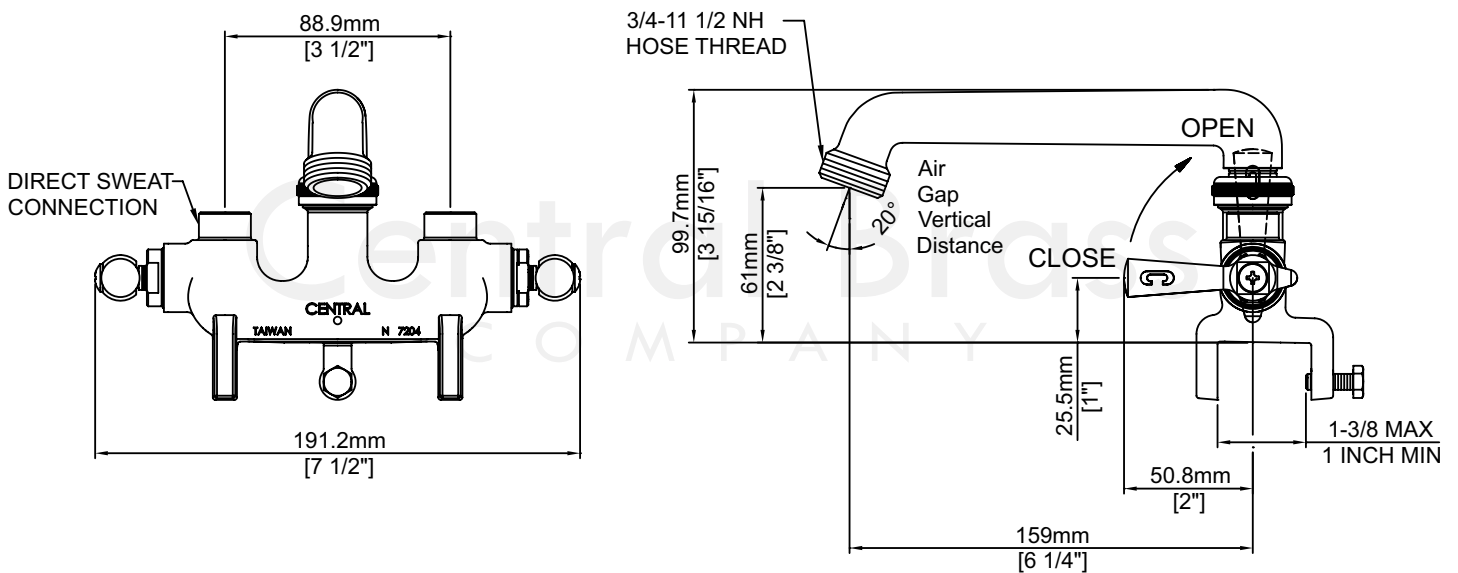 88.9mm
[3 1/2"]
DIRECT SWEAT
CONNECTION
CENTRAL
TAIWAN N 7204
191.2mm
[7 1/2"]
3/4-11 1/2 NH
HOSE THREAD
OPEN
Air
Gap
Vertical
Distance
20°
CLOSE
C
99.7mm
[3 15/16"]
61mm
[2 3/8"]
25.5mm
[1"]
1-3/8 MAX
1 INCH MIN
50.8mm
[2"]
159mm
[6 1/4"]
Central Brass
COMPANY